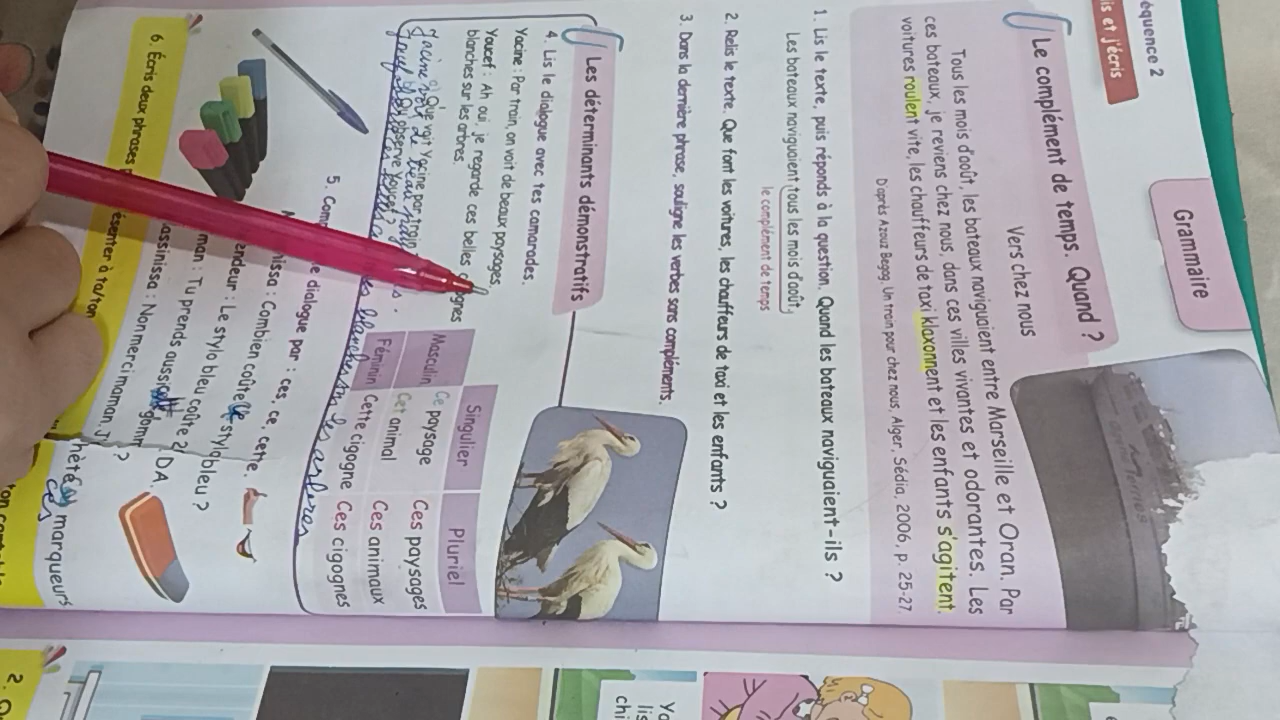 équence 2
is et j'écris
Grammaire
Le complément de temps. Quand ?
Vers chez nous
Tous les mois d'août, les bateaux naviguaient entre Marseille et Oran. Par
ces bateaux, je reviens chez nous, dans ces villes vivantes et odorantes. Les
voitures roulent vite, les chauffeurs de taxi klaxonnent et les enfants s'agitent.
D'après Azouz Begag, Un train pour chez nous, Alger, Sédia, 2006, p. 25-27.
1. Lis le texte, puis réponds à la question. Quand les bateaux naviguaient-ils ?
Les bateaux naviguaient tous les mois d'août.
le complément de temps
2. Relis le texte. Que font les voitures, les chauffeurs de taxi et les enfants ?
3. Dans la dernière phrase, souligne les verbes sans compléments.
Les déterminants démonstratifs
4. Lis le dialogue avec tes camarades.
Yacine : Par train, on voit de beaux paysages.
Youcef : Ah oui, je regarde ces belles
blanches sur les arbres.
Que voit Yacine par train
Singulier
Pluriel
Masculin
Ce paysage
Ces paysages
Cet animal
Ces animaux
Féminin
Cette cigogne
Ces cigognes
les arbres
5. Com
e dialogue par : ces, ce, cette.
issa : Combien coûte
stylo bleu ?
endeur : Le stylo bleu coûte
DA.
man : Tu prends aussi
gomm
?
assinissa : Non merci maman, j'
hété
ces
marqueurs
6. Écris deux phrases
ésenter à ta/ton
2.